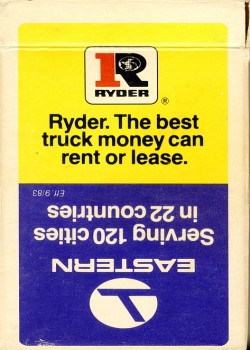 R
RYDER ®
Ryder. The best
truck money can
rent or lease.
Eff. 9/83
EASTERN
Serving 120 cities
in 22 countries